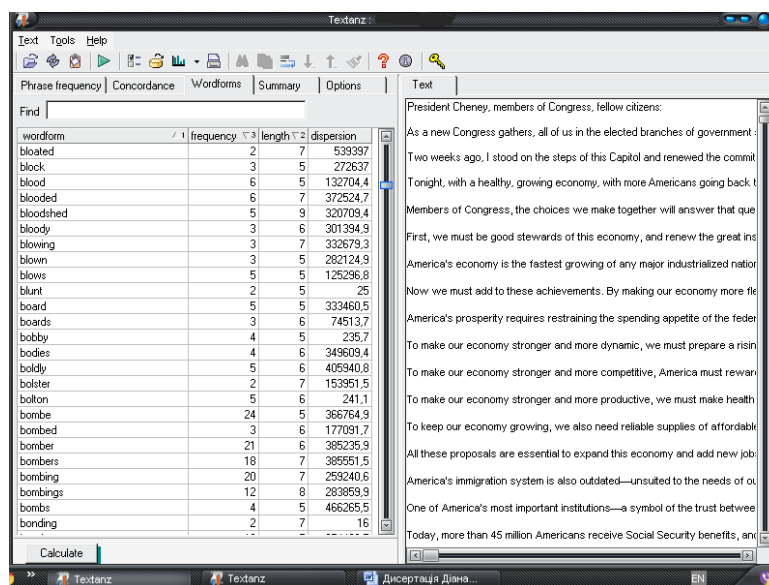 Textanz :
Text Tools Help
Phrase frequency Concordance Wordforms Summary Options
Find
wordform / 1 frequency ▽3 length ▽2 dispersion
bloated 2 7 539397
block 3 5 272637
blood 6 5 132704,4
blooded 6 7 372524,7
bloodshed 5 9 320709,4
bloody 3 6 301394,9
blowing 3 7 332679,3
blown 3 5 282124,9
blows 5 5 125296,8
blunt 2 5 25
board 5 5 333460,5
boards 3 6 74513,7
bobby 4 5 235,7
bodies 4 6 349609,4
boldly 5 6 405940,8
bolster 2 7 153951,5
bolton 5 6 241,1
bombe 24 5 366764,9
bombed 3 6 177091,7
bomber 21 6 385235,9
bombers 18 7 385551,5
bombing 20 7 259240,6
bombings 12 8 283859,9
bombs 4 5 466265,5
bonding 2 7 16
Calculate
Text
President Cheney, members of Congress, fellow citizens:
As a new Congress gathers, all of us in the elected branches of government
Two weeks ago, I stood on the steps of this Capitol and renewed the commit
Tonight, with a healthy, growing economy, with more Americans going back t
Members of Congress, the choices we make together will answer that que
First, we must be good stewards of this economy, and renew the great ins
America's economy is the fastest growing of any major industrialized nation
Now we must add to these achievements. By making our economy more fle
America's prosperity requires restraining the spending appetite of the feder
To make our economy stronger and more dynamic, we must prepare a risin
To make our economy stronger and more competitive, America must rewar
To make our economy stronger and more productive, we must make health
To keep our economy growing, we also need reliable supplies of affordable
All these proposals are essential to expand this economy and add new job
America's immigration system is also outdated—unsuited to the needs of ou
One of America's most important institutions—a symbol of the trust betwee
Today, more than 45 million Americans receive Social Security benefits, and
» Textanz Textanz Дисертація Діана... EN